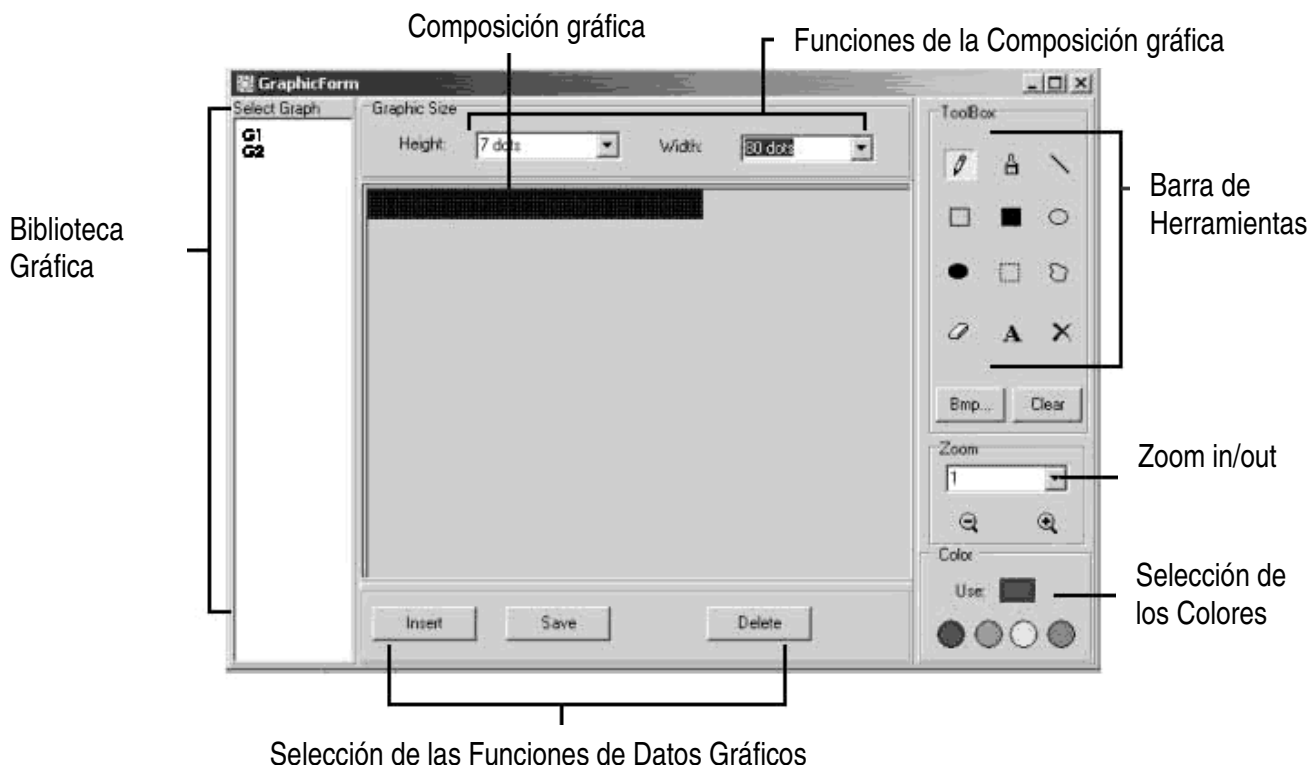 Composición gráfica
Funciones de la Composición gráfica
GraphicForm
Select Graph
G1
G2
Graphic Size
Height:
7 dots
Width:
80 dots
ToolBox
A
Bmp...
Clear
Zoom
1
Color
Use:
Insert
Save
Delete
Biblioteca
Gráfica
Barra de
Herramientas
Zoom in/out
Selección de
los Colores
Selección de las Funciones de Datos Gráficos